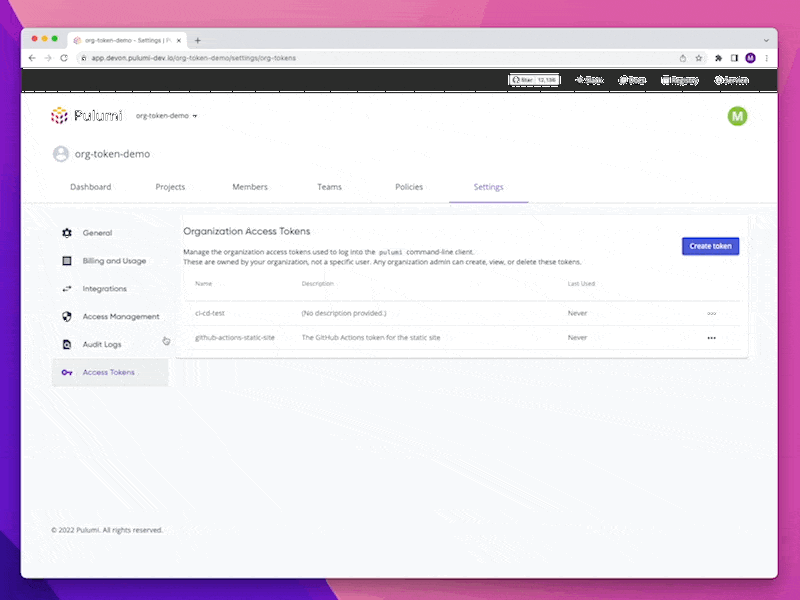 org-token-demo - Settings | P
app.devon.pulumi-dev.io/org-token-demo/settings/org-tokens
M
Star 12,186
Pulumi org-token-demo
M
org-token-demo
Dashboard Projects Members Teams Policies Settings
General
Billing and Usage
Integrations
Access Management
Audit Logs
Access Tokens
Organization Access Tokens
Manage the organization access tokens used to log into the pulumi command-line client.
These are owned by your organization, not a specific user. Any organization admin can create, view, or delete these tokens.
Create token
Name Description Last Used
ci-cd-test (No description provided.) Never
github-actions-static-site The GitHub Actions token for the static site Never
© 2022 Pulumi. All rights reserved.